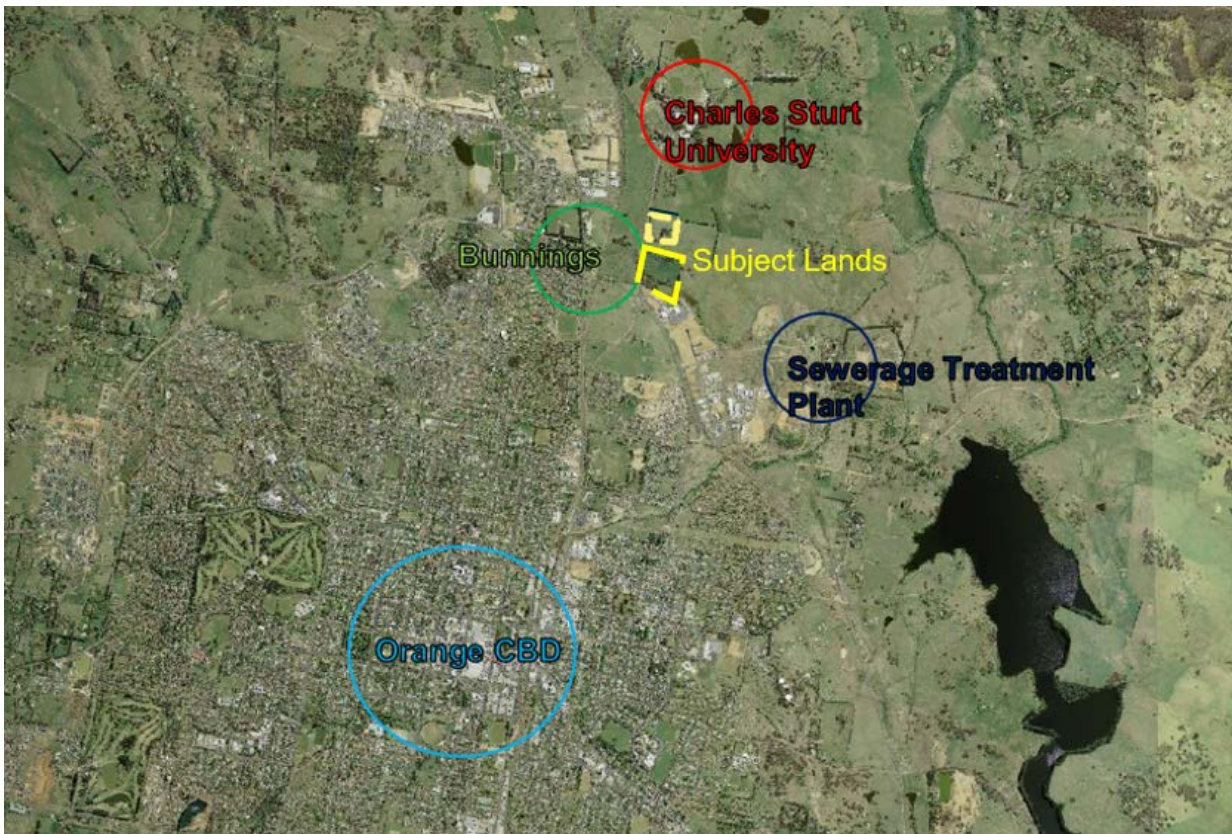 Charles Sturt
University
Bunnings
Subject Lands
Sewerage Treatment
Plant
Orange CBD